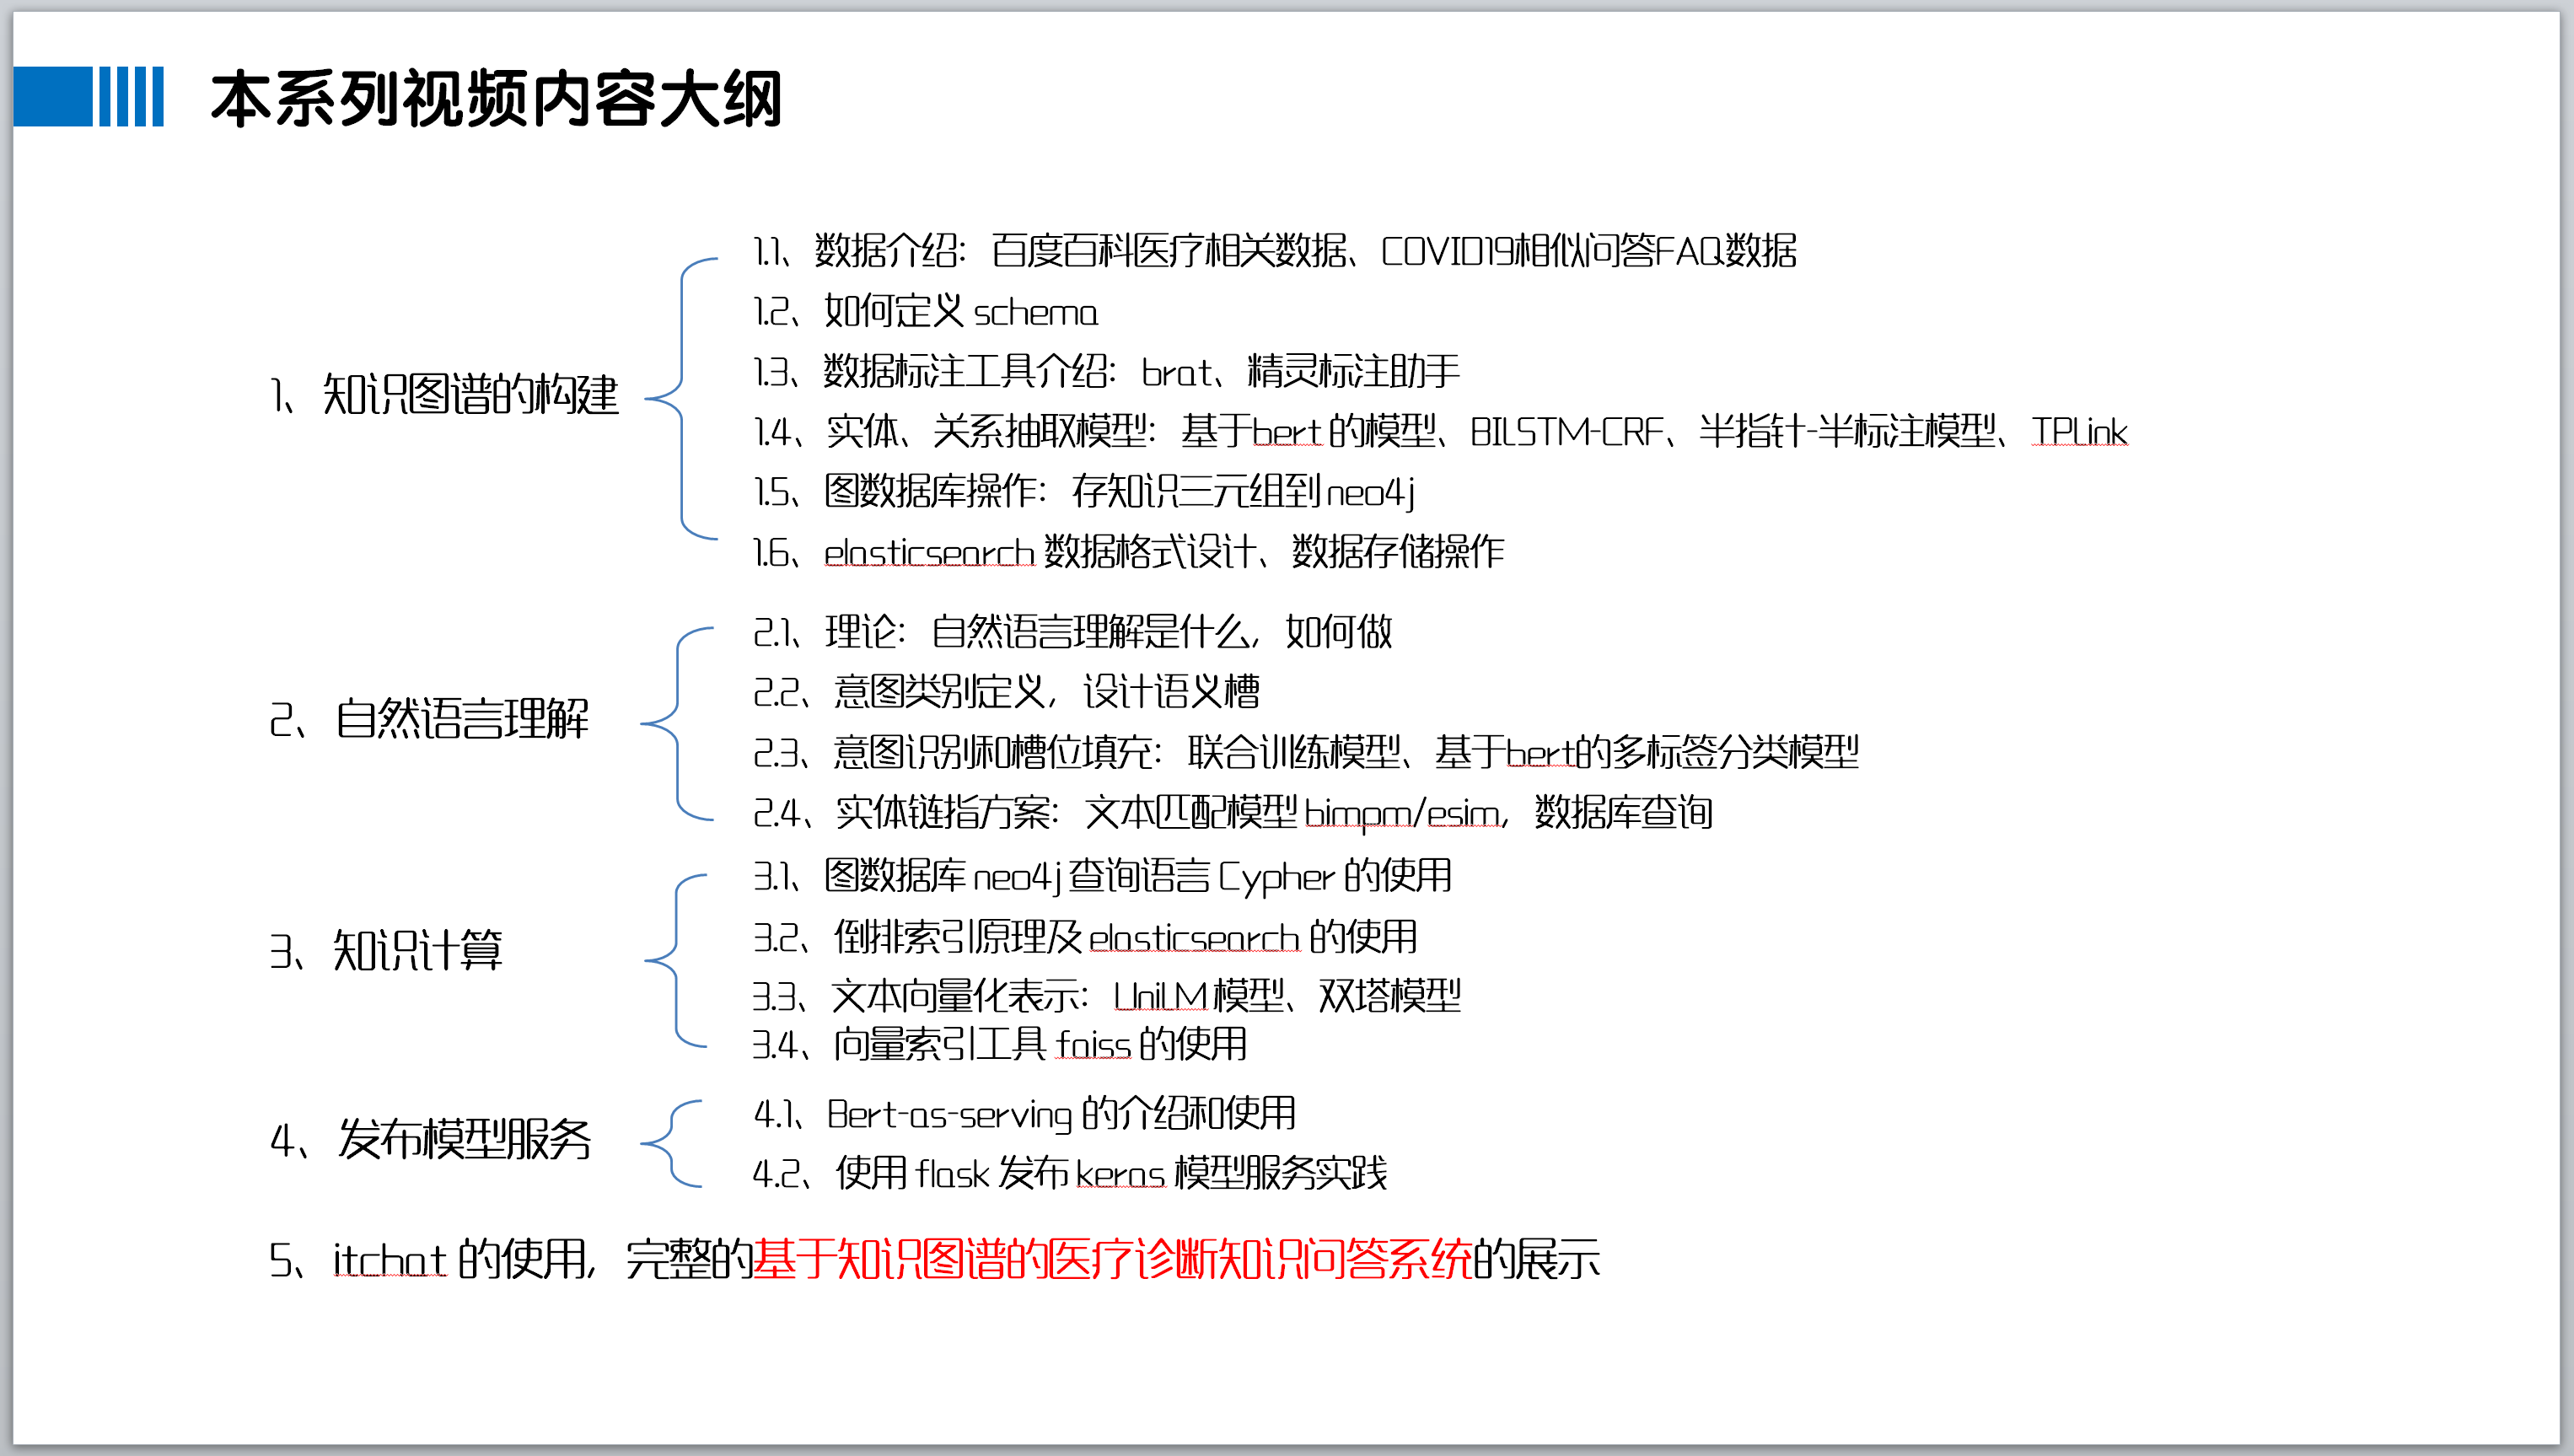 本系列视频内容大纲
1、知识图谱的构建
1.1、数据介绍：百度百科医疗相关数据、COVID19相似问答FAQ数据
1.2、如何定义 schema
1.3、数据标注工具介绍：brat、精灵标注助手
1.4、实体、关系抽取模型：基于bert 的模型、BILSTM-CRF、半指针-半标注模型、TPLink
1.5、图数据库操作：存知识三元组到 neo4j
1.6、elasticsearch 数据格式设计、数据存储操作
2、自然语言理解
2.1、理论：自然语言理解是什么，如何做
2.2、意图类别定义，设计语义槽
2.3、意图识别和槽位填充：联合训练模型、基于bert的多标签分类模型
2.4、实体链指方案：文本匹配模型 bimpm/esim，数据库查询
3、知识计算
3.1、图数据库 neo4j 查询语言 Cypher 的使用
3.2、倒排索引原理及 elasticsearch 的使用
3.3、文本向量化表示：UniLM 模型、双塔模型
3.4、向量索引工具 faiss 的使用
4、发布模型服务
4.1、Bert-as-serving 的介绍和使用
4.2、使用 flask 发布 keras 模型服务实践
5、itchat 的使用，完整的基于知识图谱的医疗诊断知识问答系统的展示